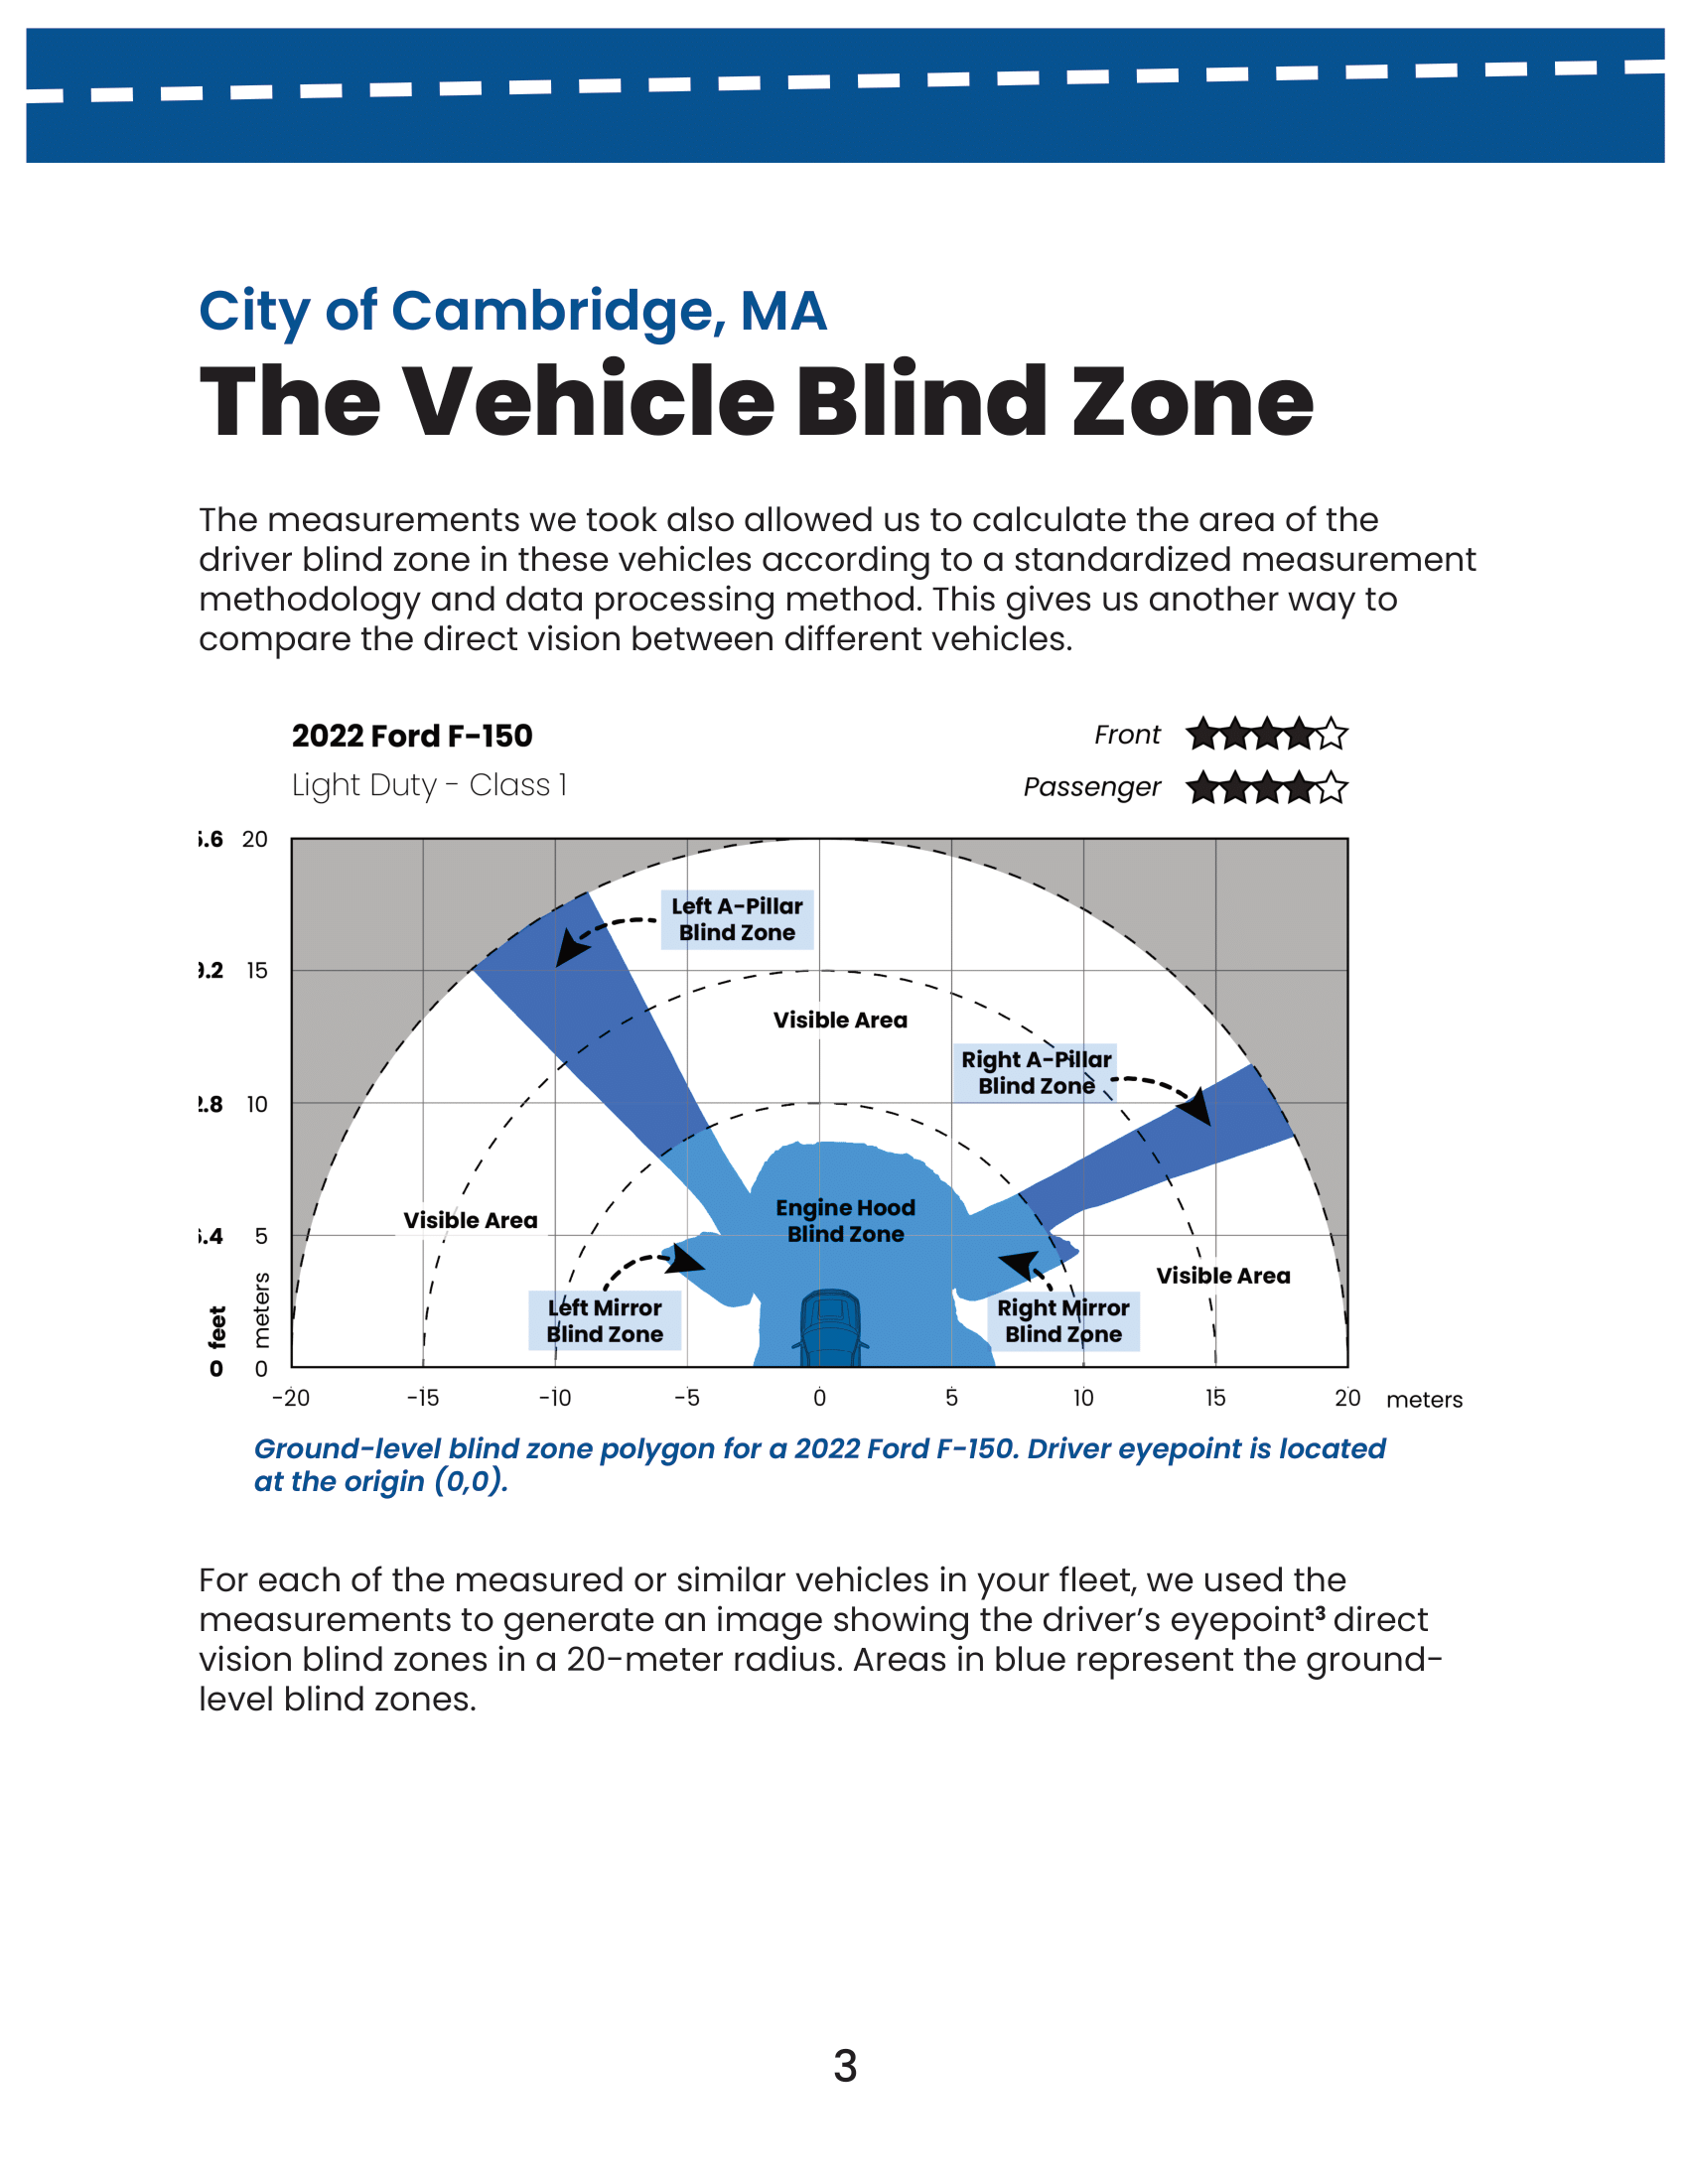 City of Cambridge, MA
The Vehicle Blind Zone
The measurements we took also allowed us to calculate the area of the
driver blind zone in these vehicles according to a standardized measurement
methodology and data processing method. This gives us another way to
compare the direct vision between different vehicles.
2022 Ford F-150
Front
Light Duty - Class 1
Passenger
.6 20
Left A-Pillar
Blind Zone
.2 15
Visible Area
Right A-Pillar
Blind Zone
.8 10
Engine Hood
Blind Zone
Visible Area
.4 5
Visible Area
Left Mirror
Blind Zone
Right Mirror
Blind Zone
feet
meters
0 0
-20 -15 -10 -5 0 5 10 15 20 meters
Ground-level blind zone polygon for a 2022 Ford F-150. Driver eyepoint is located
at the origin (0,0).
For each of the measured or similar vehicles in your fleet, we used the
measurements to generate an image showing the driver’s eyepoint³ direct
vision blind zones in a 20-meter radius. Areas in blue represent the ground-
level blind zones.
3